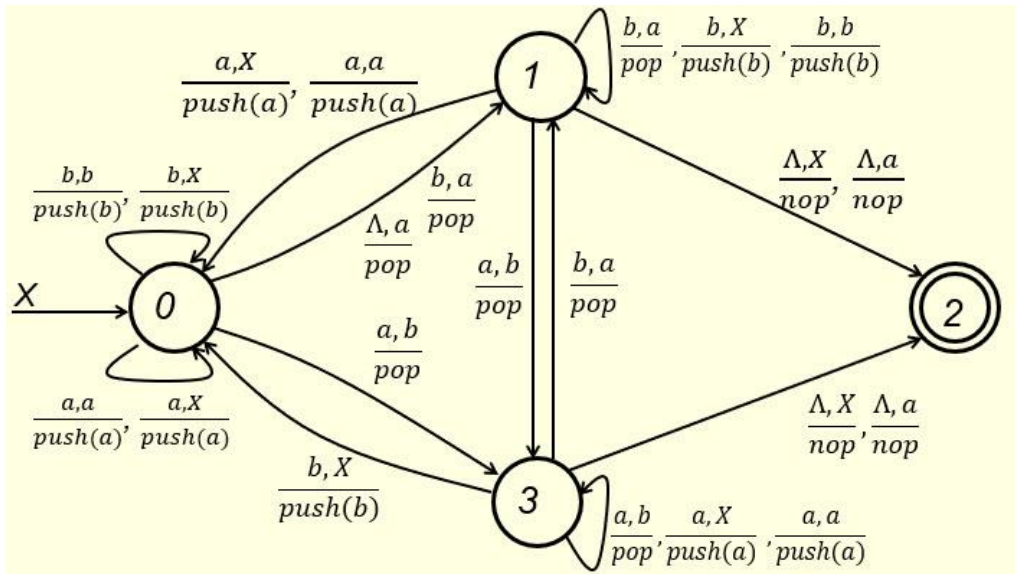 a,X/push(a), a,a/push(a)
1
b,a/pop, b,X/push(b), b,b/push(b)
b,b/push(b), b,X/push(b)
Λ,a/pop
b,a/pop
Λ,X/nop, Λ,a/nop
a,b/pop
b,a/pop
X
0
2
a,b/pop
a,a/push(a), a,X/push(a)
b,X/push(b)
3
Λ,X/nop, Λ,a/nop
a,b/pop, a,X/push(a), a,a/push(a)